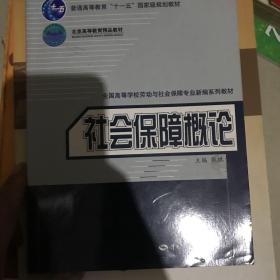 普通高等教育“十一五”国家级规划教材
北京高等教育精品教材
全国高等学校劳动与社会保障专业新编系列教材
社会保障概论
主编